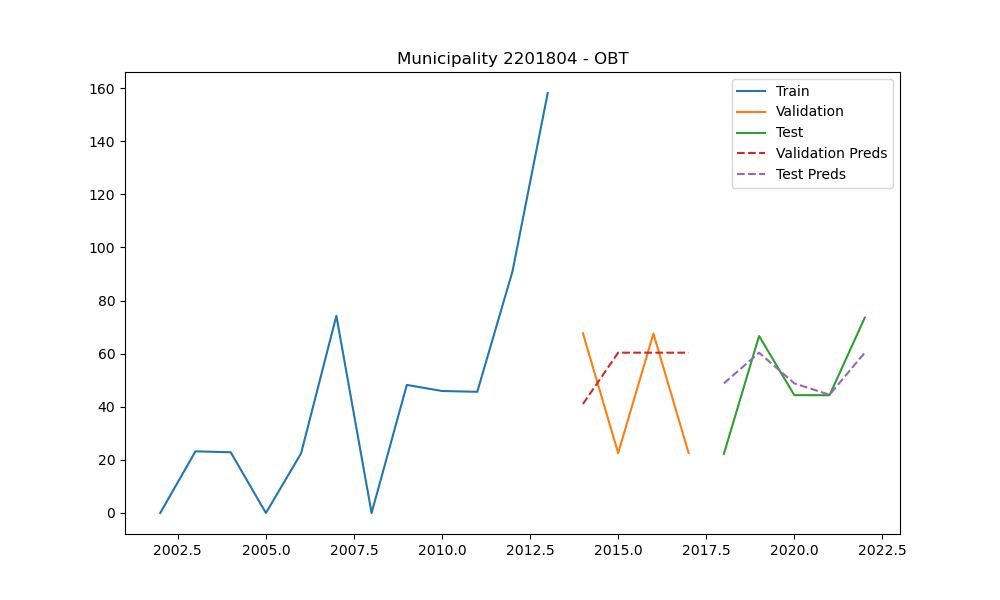 Municipality 2201804 - OBT
160
140
120
100
80
60
40
20
0
2002.5 2005.0 2007.5 2010.0 2012.5 2015.0 2017.5 2020.0 2022.5
Train
Validation
Test
Validation Preds
Test Preds